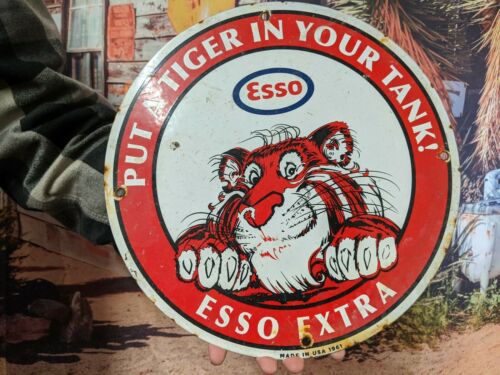 PUT A TIGER IN YOUR TANK!
Esso
ESSO EXTRA
MADE IN USA 1961